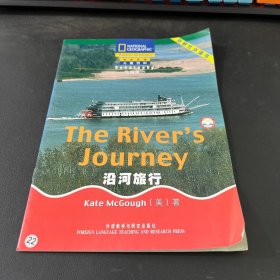 NATIONAL
GEOGRAPHIC
The River's
Journey
沿河旅行
Kate McGough（美）著
外语教学与研究出版社
FOREIGN LANGUAGE TEACHING AND RESEARCH PRESS
22